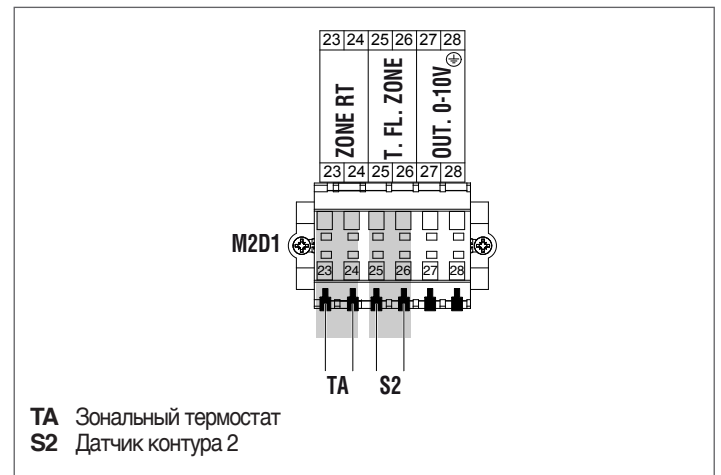 23 24 25 26 27 28
ZONE RT
T. FL. ZONE
OUT. 0-10V
23 24 25 26 27 28
M2D1
23 24 25 26 27 28
TA S2
TA Зональный термостат
S2 Датчик контура 2